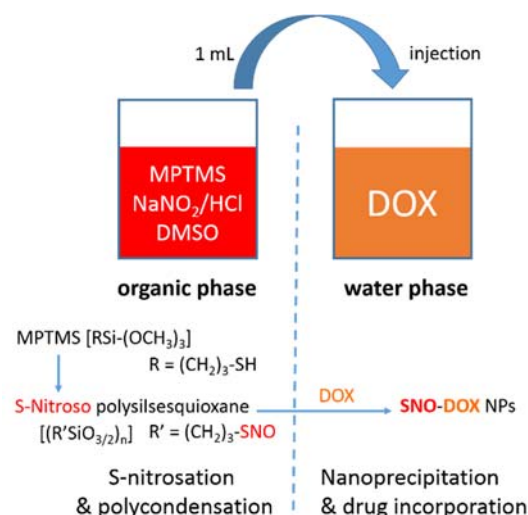 1 mL
injection
MPTMS
NaNO₂/HCl
DMSO
DOX
organic phase
water phase
MPTMS [RSi-(OCH₃)₃]
R = (CH₂)₃-SH
S-Nitroso polysilsesquioxane
DOX
SNO-DOX NPs
[(R'SiO₃/₂)ₙ] R' = (CH₂)₃-SNO
S-nitrosation
& polycondensation
Nanoprecipitation
& drug incorporation